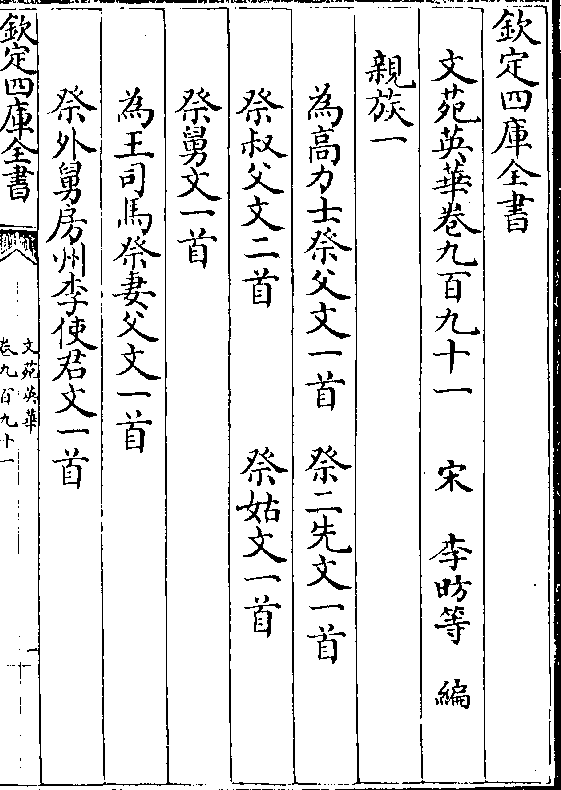 欽定四庫全書
文苑英華卷九百九十一 宋 李昉等 編
親族一
為高力士祭父文一首 祭二先文一首
祭叔父文二首 祭姑文一首
祭舅文一首
為王司馬祭妻父文一首
祭外舅房州李使君文一首
欽定四庫全書
文苑英華
卷九百九十一
一